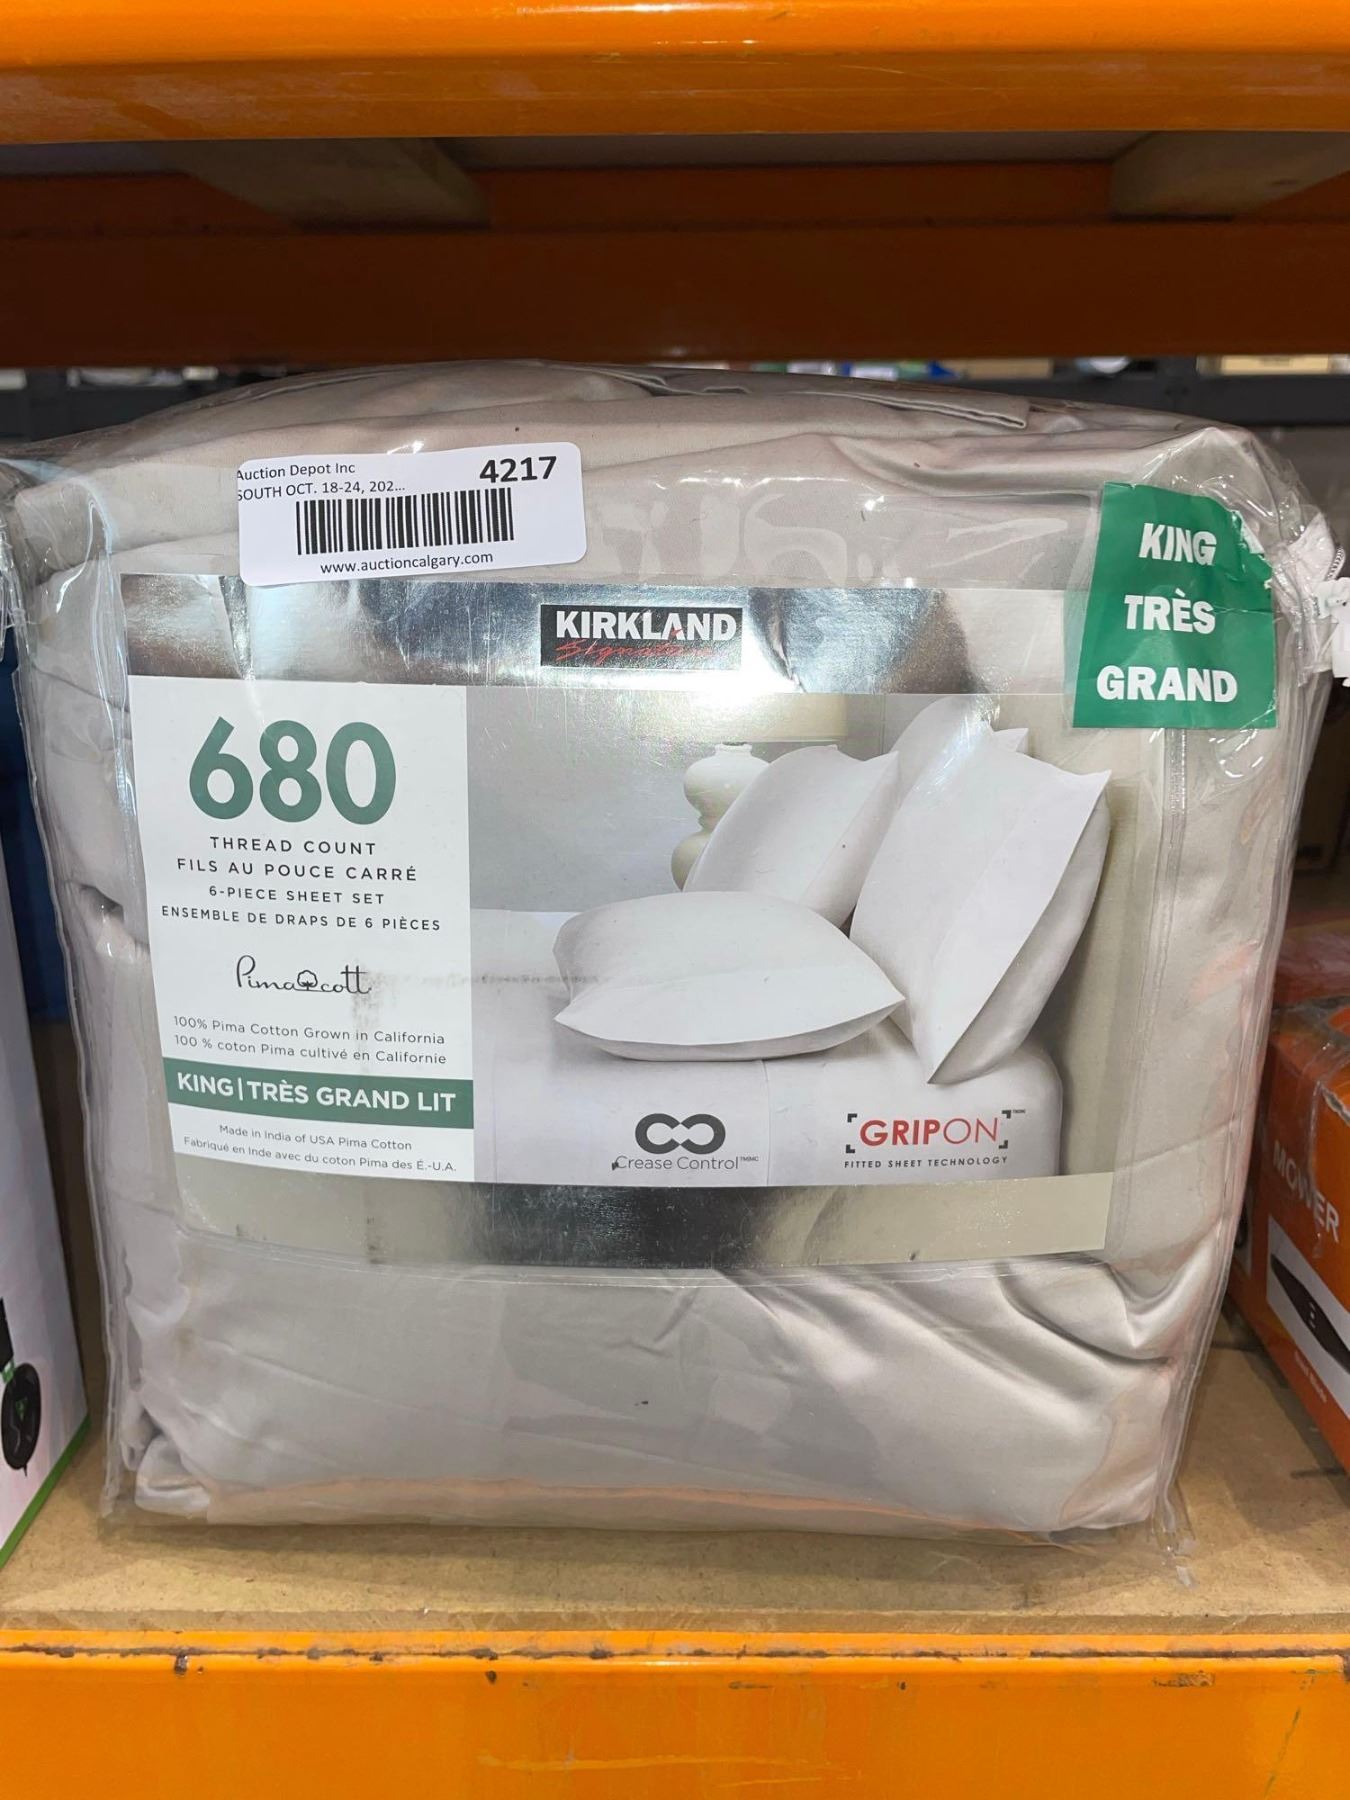 Auction Depot Inc
4217
SOUTH OCT. 18-24, 202...
www.auctioncalgary.com
KING
TRÈS
GRAND
KIRKLAND
Signature
680
THREAD COUNT
FILS AU POUCE CARRÉ
6-PIECE SHEET SET
ENSEMBLE DE DRAPS DE 6 PIÈCES
Pimacott
100% Pima Cotton Grown in California
100 % coton Pima cultivé en Californie
KING|TRÈS GRAND LIT
Made in India of USA Pima Cotton
Fabriqué en Inde avec du coton Pima des É.-U.A.
Crease Control™MC
GRIPON
FITTED SHEET TECHNOLOGY
MOWER